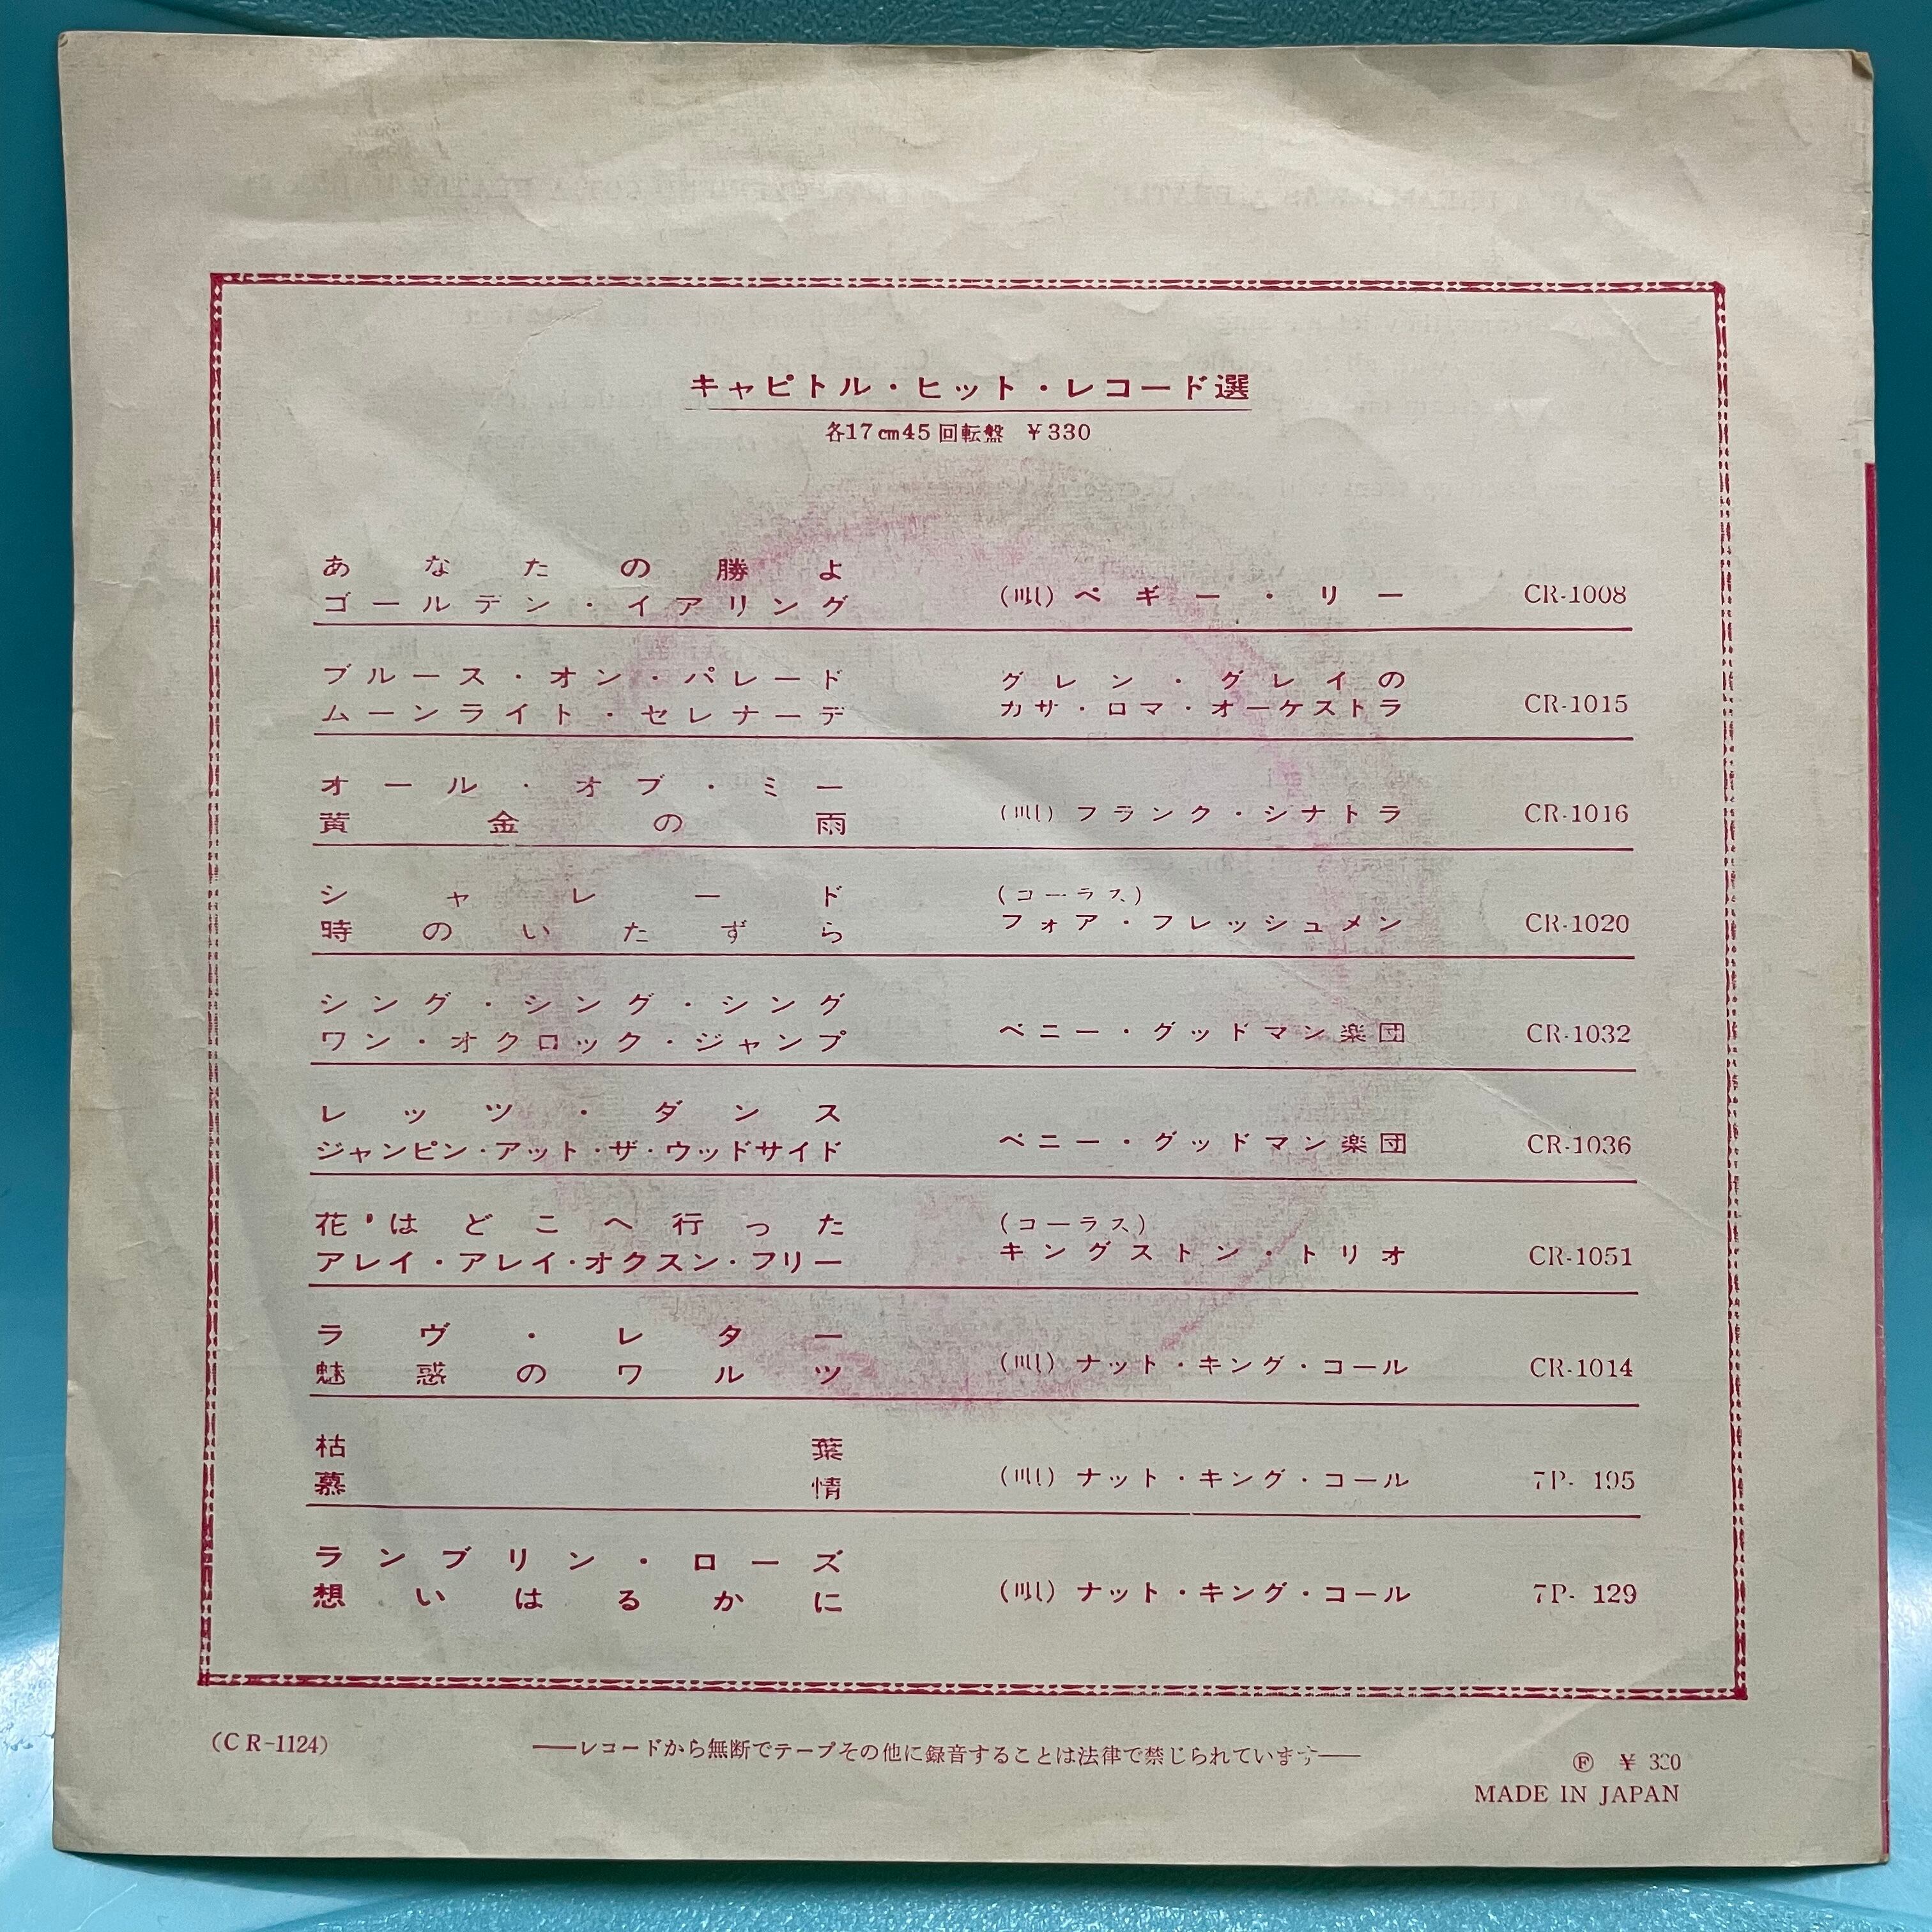 キャピトル・ヒット・レコード選
各17cm45回転盤 ￥330
あなたの勝よ
ゴールデン・イアリング
(唄) ペギー・リー CR-1008
ブルース・オン・パレード
ムーンライト・セレナーデ
グレン・グレイの
カサ・ロマ・オーケストラ CR-1015
オール・オブ・ミー
黄金の雨
(唄) フランク・シナトラ CR-1016
シャレード
時のいたずら
(コーラス)
フォア・フレッシュメン CR-1020
シング・シング・シング
ワン・オクロック・ジャンプ
ベニー・グッドマン楽団 CR-1032
レッツ・ダンス
ジャンピン・アット・ザ・ウッドサイド
ベニー・グッドマン楽団 CR-1036
花はどこへ行った
アレイ・アレイ・オクスン・フリー
(コーラス)
キングストン・トリオ CR-1051
ラヴ・レター
魅惑のワルツ
(唄) ナット・キング・コール CR-1014
枯葉
慕情
(唄) ナット・キング・コール 7P- 195
ランブリン・ローズ
想いはるかに
(唄) ナット・キング・コール 7P- 129
(CR-1124)
――レコードから無断でテープその他に録音することは法律で禁じられています――
Ⓕ ￥ 330
MADE IN JAPAN